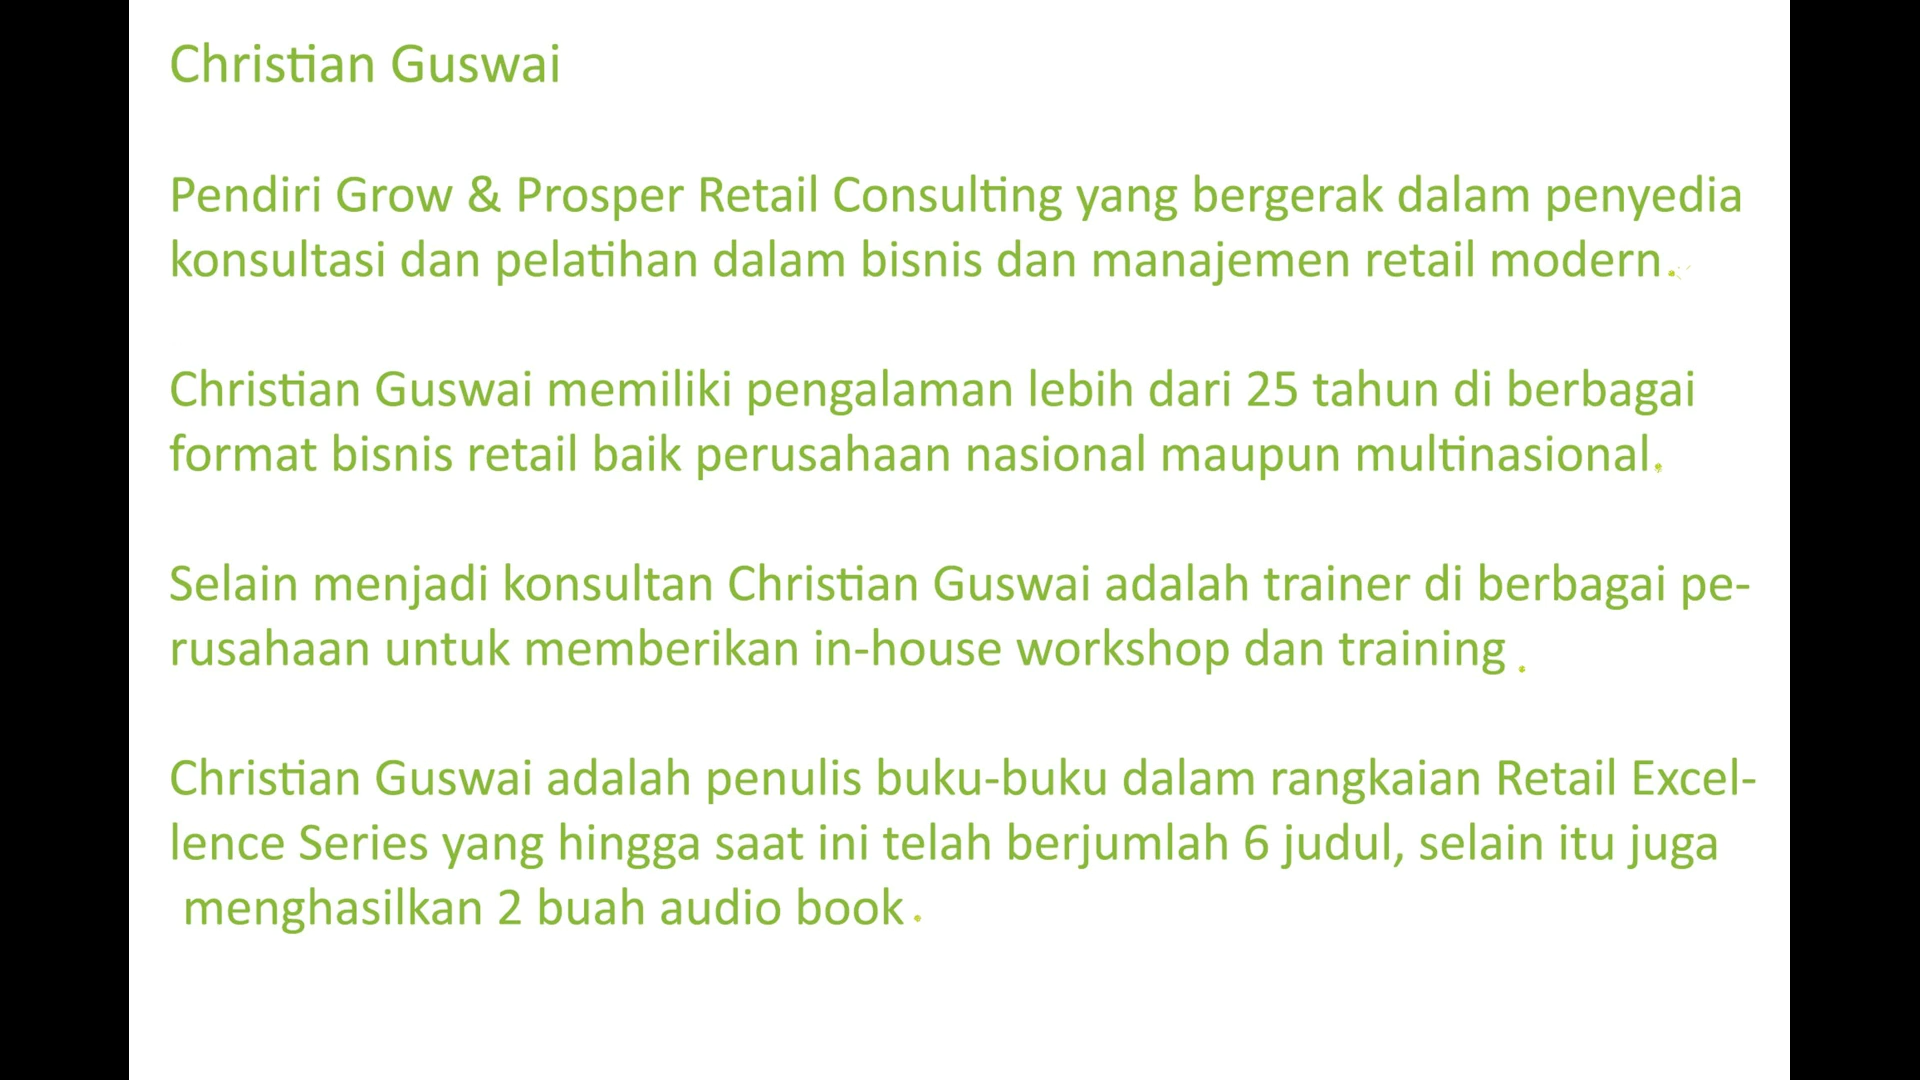 Christian Guswai
Pendiri Grow & Prosper Retail Consulting yang bergerak dalam penyedia
konsultasi dan pelatihan dalam bisnis dan manajemen retail modern.
Christian Guswai memiliki pengalaman lebih dari 25 tahun di berbagai
format bisnis retail baik perusahaan nasional maupun multinasional.
Selain menjadi konsultan Christian Guswai adalah trainer di berbagai pe-
rusahaan untuk memberikan in-house workshop dan training .
Christian Guswai adalah penulis buku-buku dalam rangkaian Retail Excel-
lence Series yang hingga saat ini telah berjumlah 6 judul, selain itu juga
menghasilkan 2 buah audio book .